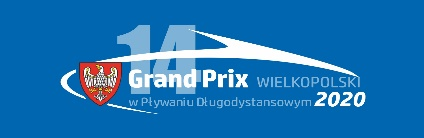 14
Grand Prix WIELKOPOLSKI
w Pływaniu Długodystansowym 2020